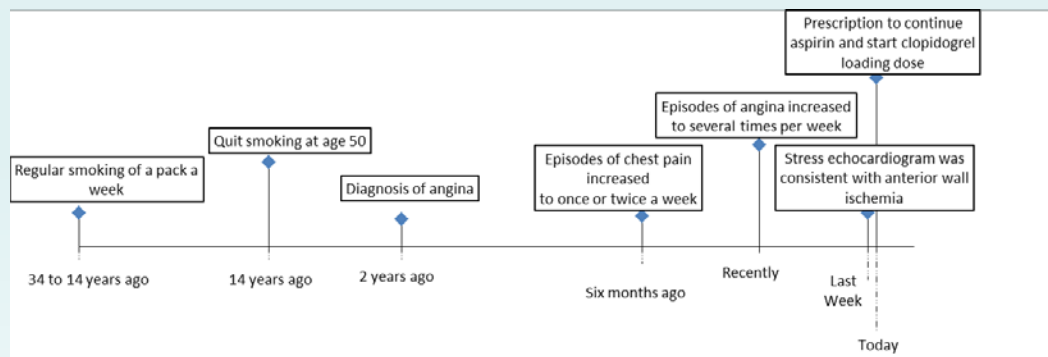 Prescription to continue
aspirin and start clopidogrel
loading dose
Episodes of angina increased
to several times per week
Quit smoking at age 50
Regular smoking of a pack a
week
Diagnosis of angina
Episodes of chest pain
increased
to once or twice a week
Stress echocardiogram was
consistent with anterior wall
ischemia
34 to 14 years ago
14 years ago
2 years ago
Six months ago
Recently
Last
Week
Today